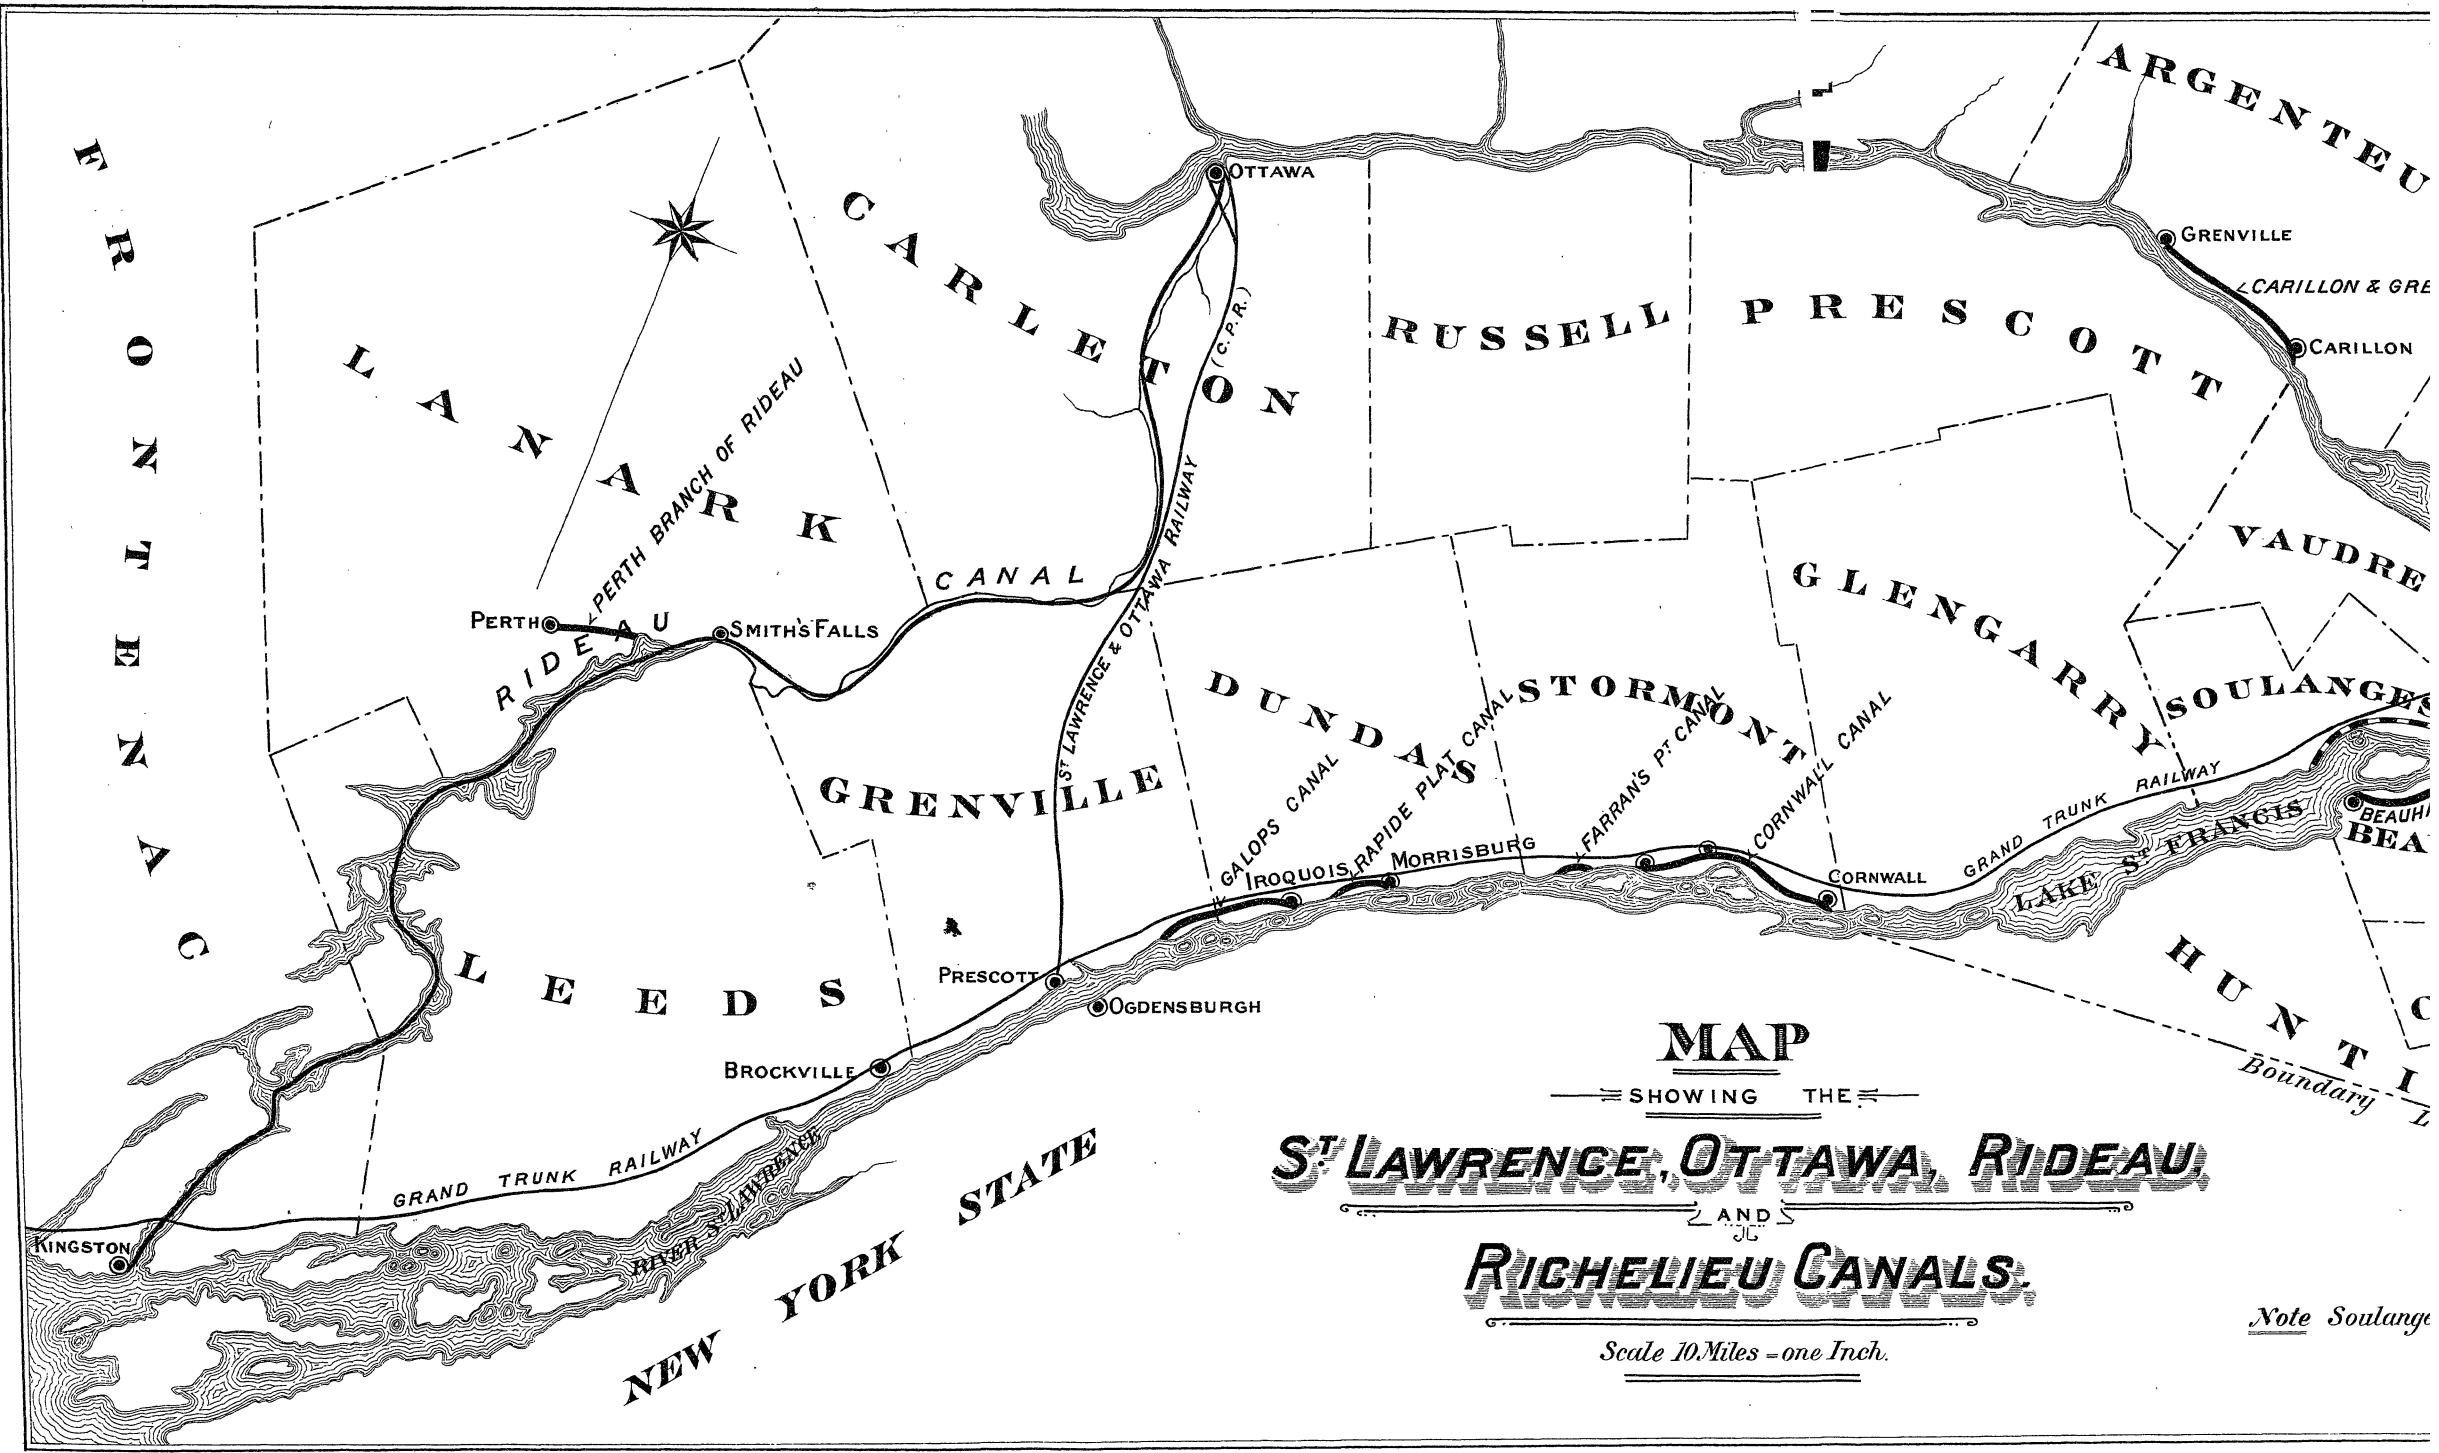 ARGENTEU
FRONTENAC
OTTAWA
CARLETON
GRENVILLE
CARILLON & GRE
CARILLON
LANARK
(C.P.R.)
RUSSELL
PRESCOTT
PERTH BRANCH OF RIDEAU
VAUDRE
GLENGARRY
RIDEAU CANAL
PERTH
SMITH'S FALLS
ST LAWRENCE & OTTAWA RAILWAY
DUNDAS
STORMONT
SOULANGES
GRENVILLE
GALOPS CANAL
RAPIDE PLAT CANAL
FARRAN'S PT CANAL
CORNWALL CANAL
GRAND TRUNK RAILWAY
IROQUOIS
MORRISBURG
CORNWALL
LAKE ST FRANCIS
BEAUH
BEA
LEEDS
PRESCOTT
OGDENSBURGH
HUNTI
C
BROCKVILLE
Boundary L
GRAND TRUNK RAILWAY
RIVER ST LAWRENCE
KINGSTON
NEW YORK STATE
MAP
SHOWING THE
ST LAWRENCE, OTTAWA, RIDEAU,
AND
RICHELIEU CANALS.
Scale 10 Miles = one Inch.
Note Soulange